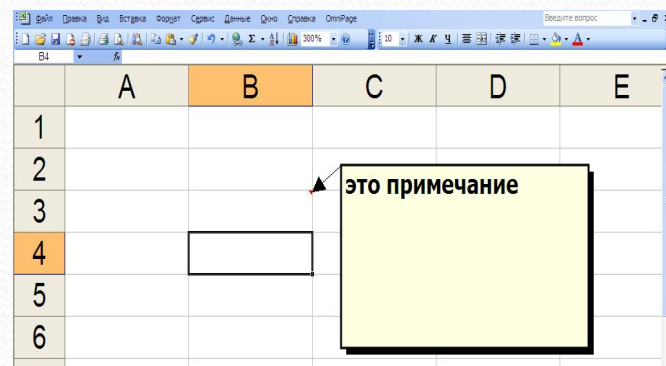 Файл Правка Вид Вставка Формат Сервис Данные Окно Справка OmniPage Введите вопрос
300% 10 Ж К Ч
B4 fx
A B C D E
1
2
это примечание
3
4
5
6